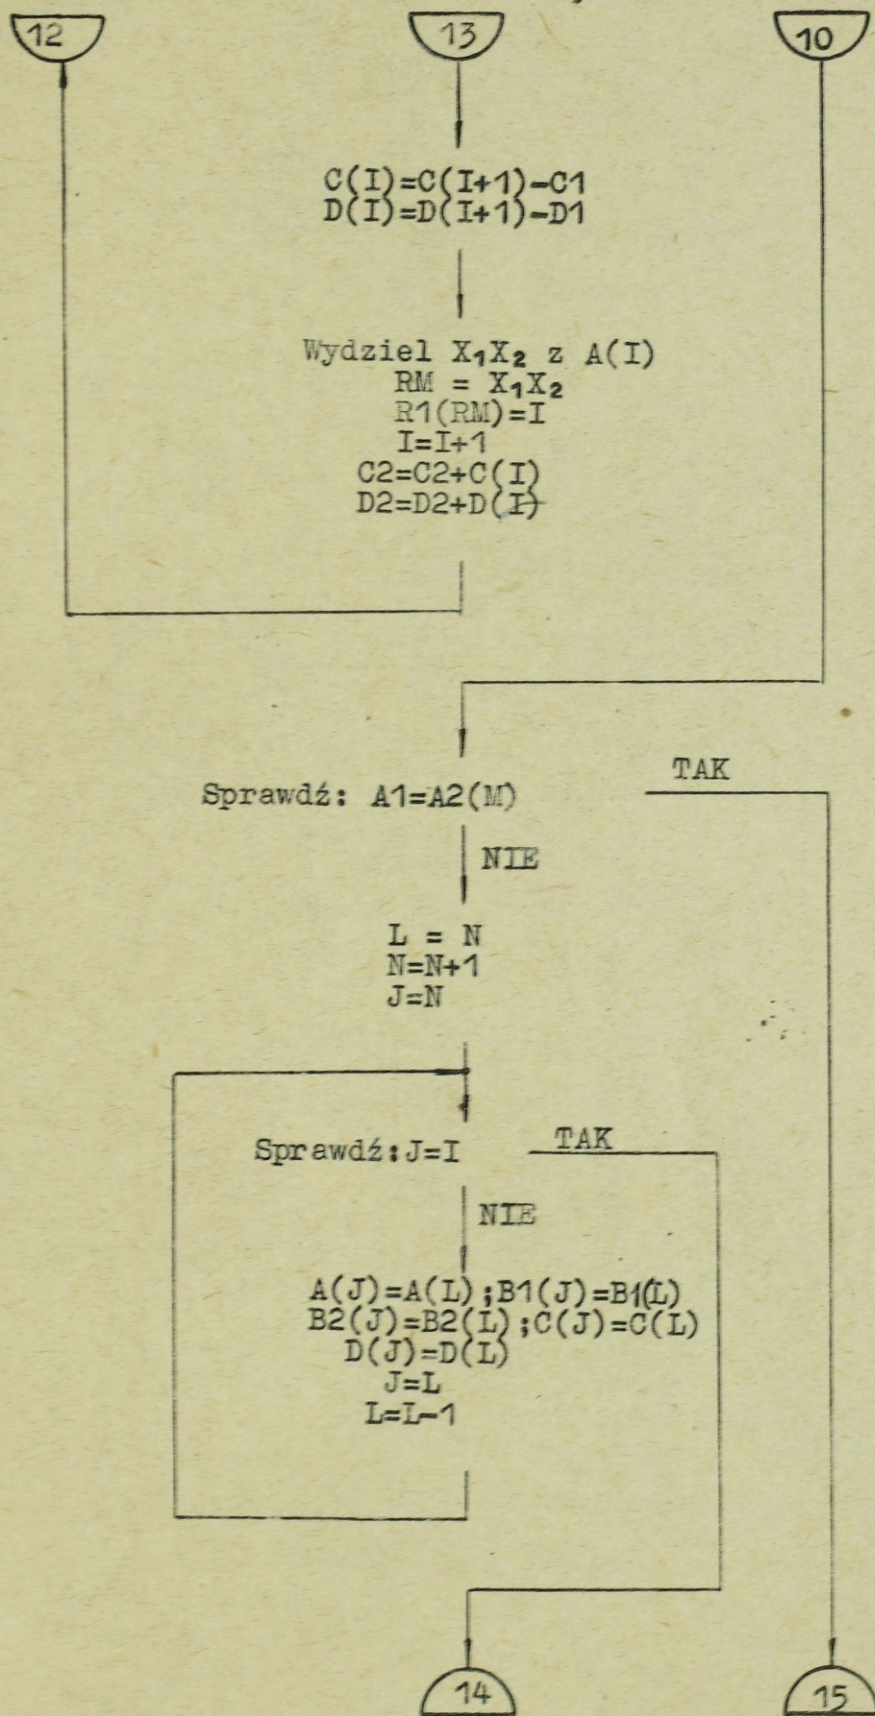 12 13 10
C(I)=C(I+1)-C1
D(I)=D(I+1)-D1
Wydziel X₁X₂ z A(I)
RM = X₁X₂
R1(RM)=I
I=I+1
C2=C2+C(I)
D2=D2+D(I)
TAK
Sprawdź: A1=A2(M)
NIE
L = N
N=N+1
J=N
Sprawdź:J=I TAK
NIE
A(J)=A(L);B1(J)=B1(L)
B2(J)=B2(L);C(J)=C(L)
D(J)=D(L)
J=L
L=L-1
14 15